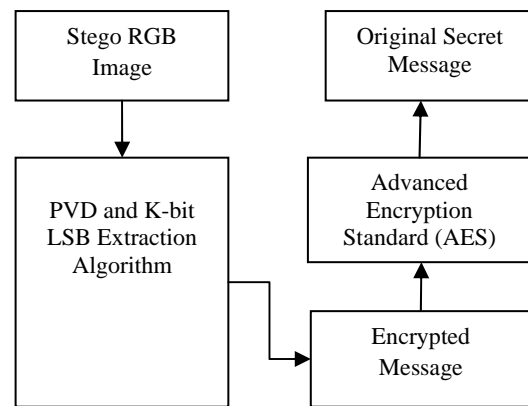 Stego RGB
Image
Original Secret
Message
PVD and K-bit
LSB Extraction
Algorithm
Advanced
Encryption
Standard (AES)
Encrypted
Message